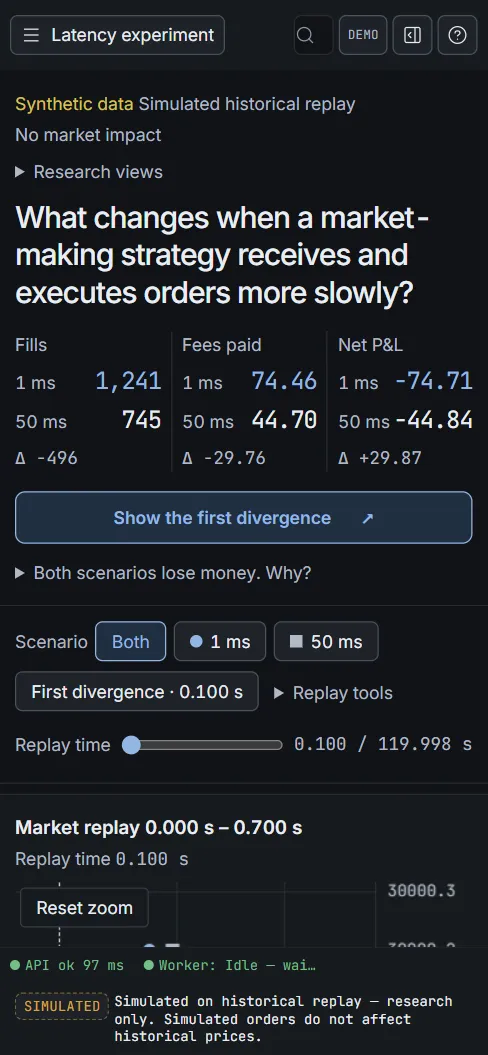 Latency experiment
DEMO
Synthetic data Simulated historical replay
No market impact
Research views
What changes when a market-
making strategy receives and
executes orders more slowly?
Fills
1 ms 1,241
50 ms 745
Δ -496
Fees paid
1 ms 74.46
50 ms 44.70
Δ -29.76
Net P&L
1 ms -74.71
50 ms -44.84
Δ +29.87
Show the first divergence ↗
Both scenarios lose money. Why?
Scenario Both 1 ms 50 ms
First divergence · 0.100 s Replay tools
Replay time 0.100 / 119.998 s
Market replay 0.000 s – 0.700 s
Replay time 0.100 s
30000.3
Reset zoom
API ok 97 ms Worker: Idle — wai…
SIMULATED
Simulated on historical replay — research
only. Simulated orders do not affect
historical prices.